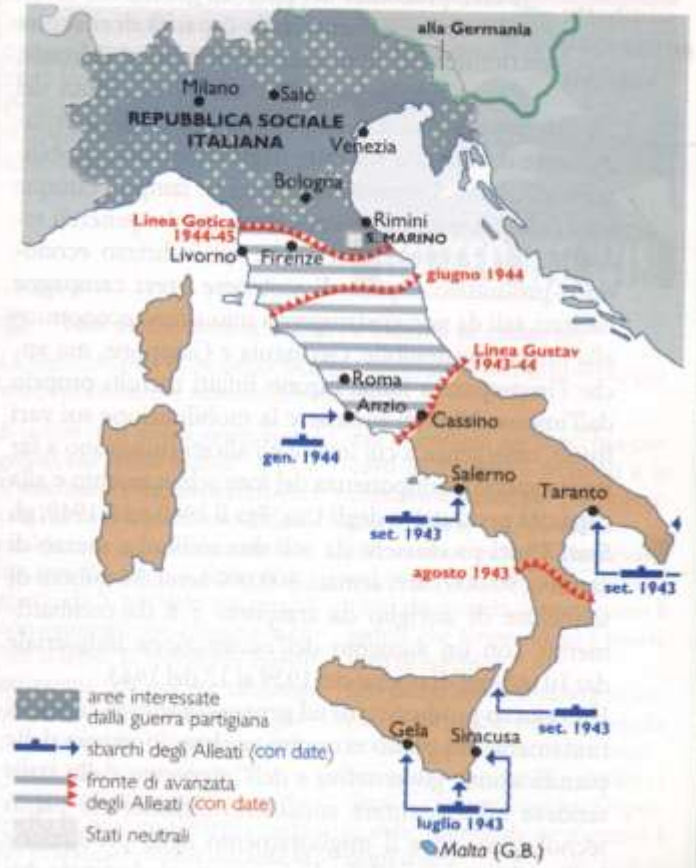 alla Germania
Milano
Salò
REPUBBLICA SOCIALE
ITALIANA
Venezia
Bologna
Linea Gotica
1944-45
Rimini
S. MARINO
Livorno
Firenze
giugno 1944
Linea Gustav
1943-44
Roma
Anzio
Cassino
gen. 1944
Salerno
Taranto
set. 1943
set. 1943
agosto 1943
set. 1943
Gela
Siracusa
luglio 1943
Malta (G.B.)
aree interessate
dalla guerra partigiana
sbarchi degli Alleati (con date)
fronte di avanzata
degli Alleati (con date)
Stati neutrali